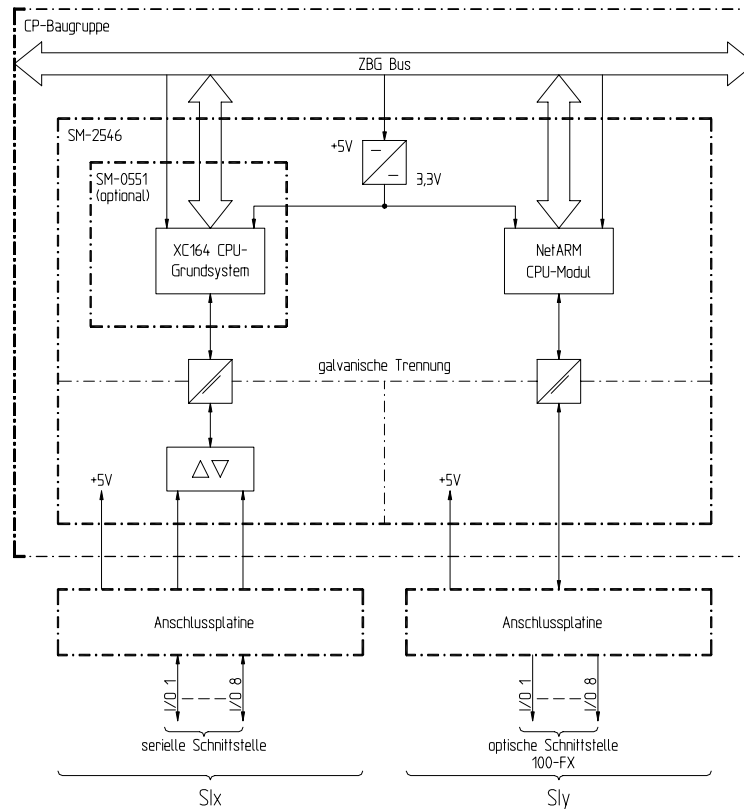 CP-Baugruppe
ZBG Bus
SM-2546
+5V
3,3V
SM-0551
(optional)
XC164 CPU-
Grundsystem
NetARM
CPU-Modul
galvanische Trennung
+5V
+5V
Anschlussplatine
Anschlussplatine
I/O 1
I/O 8
I/O 1
I/O 8
serielle Schnittstelle
optische Schnittstelle
100-FX
SIx
SIy